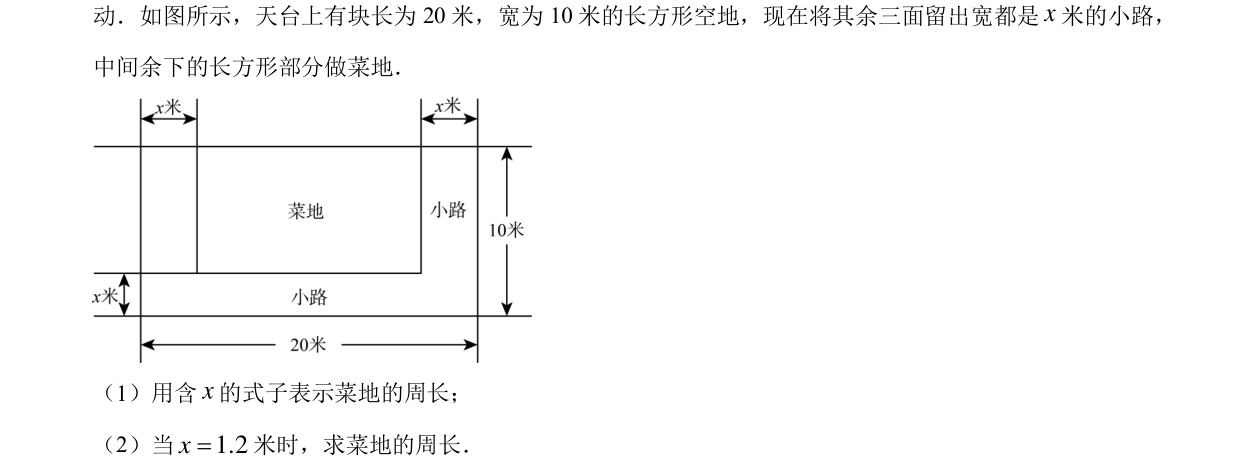 动．如图所示，天台上有块长为 20 米，宽为 10 米的长方形空地，现在将其余三面留出宽都是 x 米的小路，
中间余下的长方形部分做菜地．
x米 x米
菜地 小路
10米
x米 小路
20米
（1）用含 x 的式子表示菜地的周长；
（2）当 x = 1.2 米时，求菜地的周长．